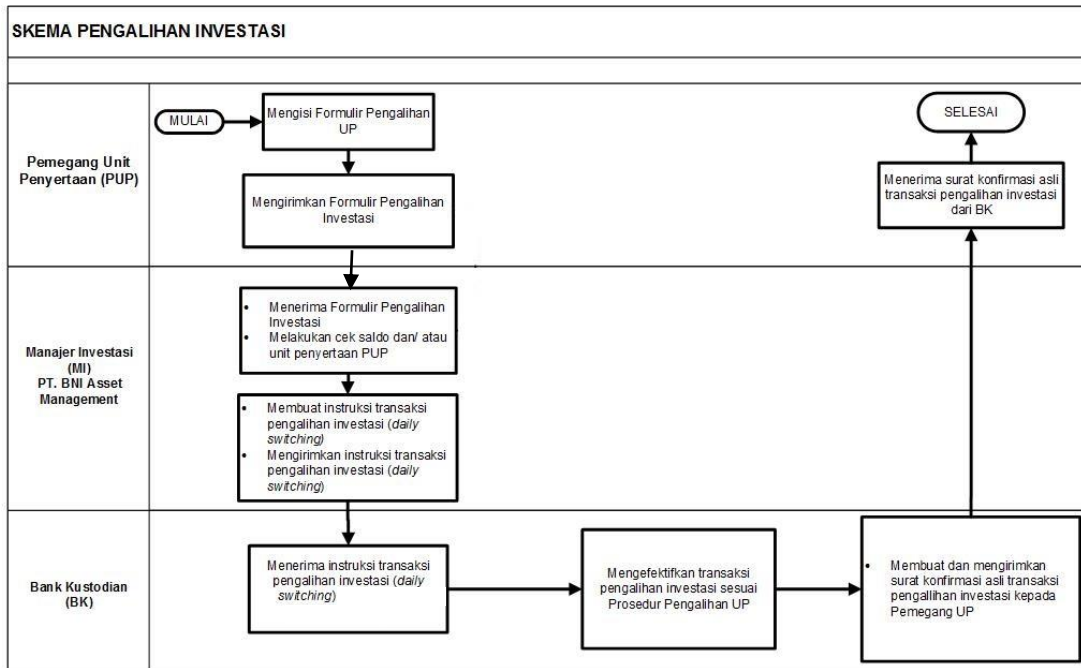 SKEMA PENGALIHAN INVESTASI
Pemegang Unit
Penyertaan (PUP)
MULAI
Mengisi Formulir Pengalihan
UP
Mengirimkan Formulir Pengalihan
Investasi
SELESAI
Menerima surat konfirmasi asli
transaksi pengalihan investasi
dari BK
Manajer Investasi
(MI)
PT. BNI Asset
Management
• Menerima Formulir Pengalihan
Investasi
• Melakukan cek saldo dan/ atau
unit penyertaan PUP
• Membuat instruksi transaksi
pengalihan investasi (daily
switching)
• Mengirimkan instruksi transaksi
pengalihan investasi (daily
switching)
Bank Kustodian
(BK)
Menerima instruksi transaksi
pengalihan investasi (daily
switching)
Mengefektifkan transaksi
pengalihan investasi sesuai
Prosedur Pengalihan UP
• Membuat dan mengirimkan
surat konfirmasi asli transaksi
pengallihan investasi kepada
Pemegang UP